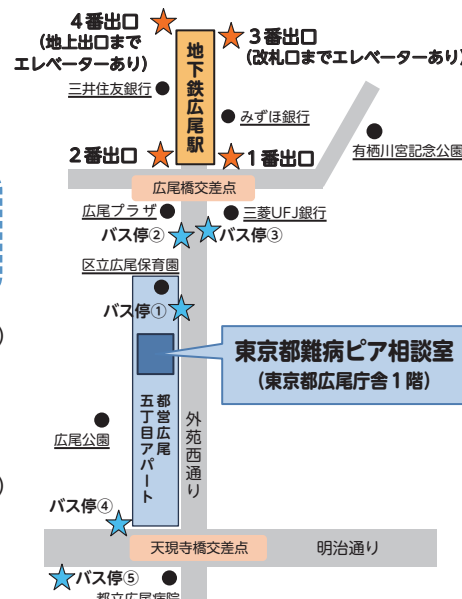 4番出口
(地上出口まで
エレベーターあり)
3番出口
(改札口までエレベーターあり)
地下鉄広尾駅
三井住友銀行
みずほ銀行
有栖川宮記念公園
2番出口
1番出口
広尾橋交差点
広尾プラザ
三菱UFJ銀行
バス停②
バス停③
区立広尾保育園
バス停①
東京都難病ピア相談室
(東京都広尾庁舎1階)
都営広尾
五丁目アパート
外苑西通り
広尾公園
バス停④
天現寺橋交差点
明治通り
バス停⑤
都立広尾病院